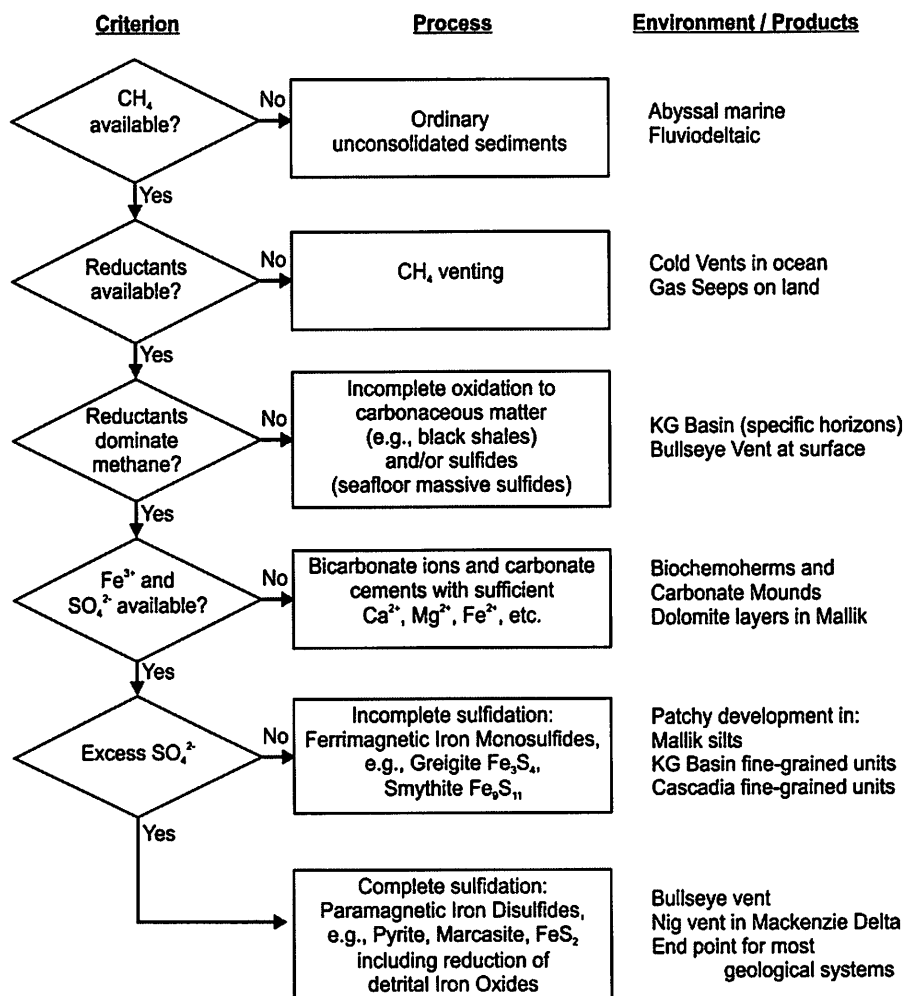 Criterion
Process
Environment / Products
CH₄
available?
No
Ordinary
unconsolidated sediments
Abyssal marine
Fluviodeltaic
Yes
Reductants
available?
No
CH₄ venting
Cold Vents in ocean
Gas Seeps on land
Yes
Reductants
dominate
methane?
No
Incomplete oxidation to
carbonaceous matter
(e.g., black shales)
and/or sulfides
(seafloor massive sulfides)
KG Basin (specific horizons)
Bullseye Vent at surface
Yes
Fe³⁺ and
SO₄²⁻ available?
No
Bicarbonate ions and carbonate
cements with sufficient
Ca²⁺, Mg²⁺, Fe²⁺, etc.
Biochemoherms and
Carbonate Mounds
Dolomite layers in Mallik
Yes
Excess SO₄²⁻
No
Incomplete sulfidation:
Ferrimagnetic Iron Monosulfides,
e.g., Greigite Fe₃S₄,
Smythite Fe₉S₁₁
Patchy development in:
Mallik silts
KG Basin fine-grained units
Cascadia fine-grained units
Yes
Complete sulfidation:
Paramagnetic Iron Disulfides,
e.g., Pyrite, Marcasite, FeS₂
including reduction of
detrital Iron Oxides
Bullseye vent
Nig vent in Mackenzie Delta
End point for most
geological systems